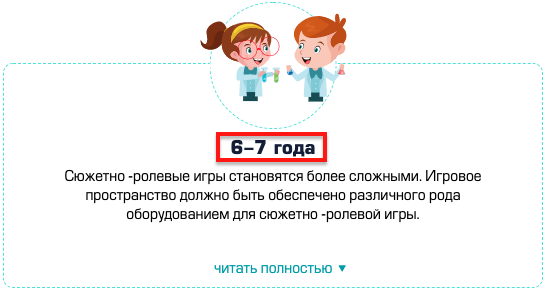 6–7 года
Сюжетно -ролевые игры становятся более сложными. Игровое
пространство должно быть обеспечено различного рода
оборудованием для сюжетно -ролевой игры.
читать полностью ▼